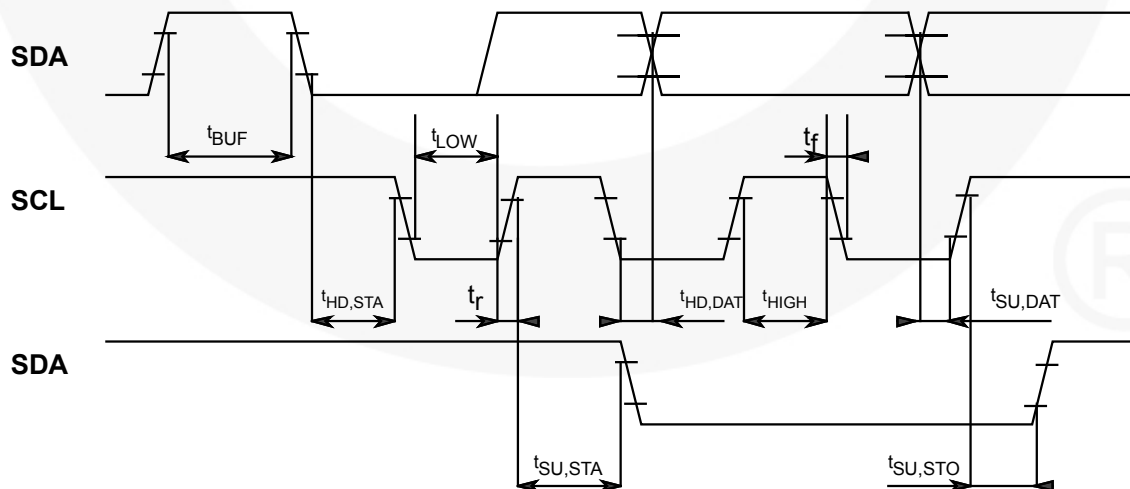 SDA
tBUF
tLOW
tf
SCL
tHD,STA
tr
tHD,DAT
tHIGH
tSU,DAT
SDA
tSU,STA
tSU,STO
®